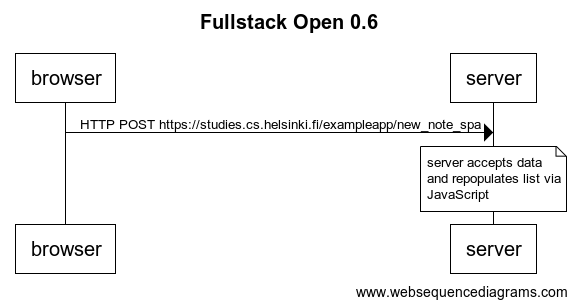 Fullstack Open 0.6
browser
server
HTTP POST https://studies.cs.helsinki.fi/exampleapp/new_note_spa
server accepts data
and repopulates list via
JavaScript
browser
server
www.websequencediagrams.com